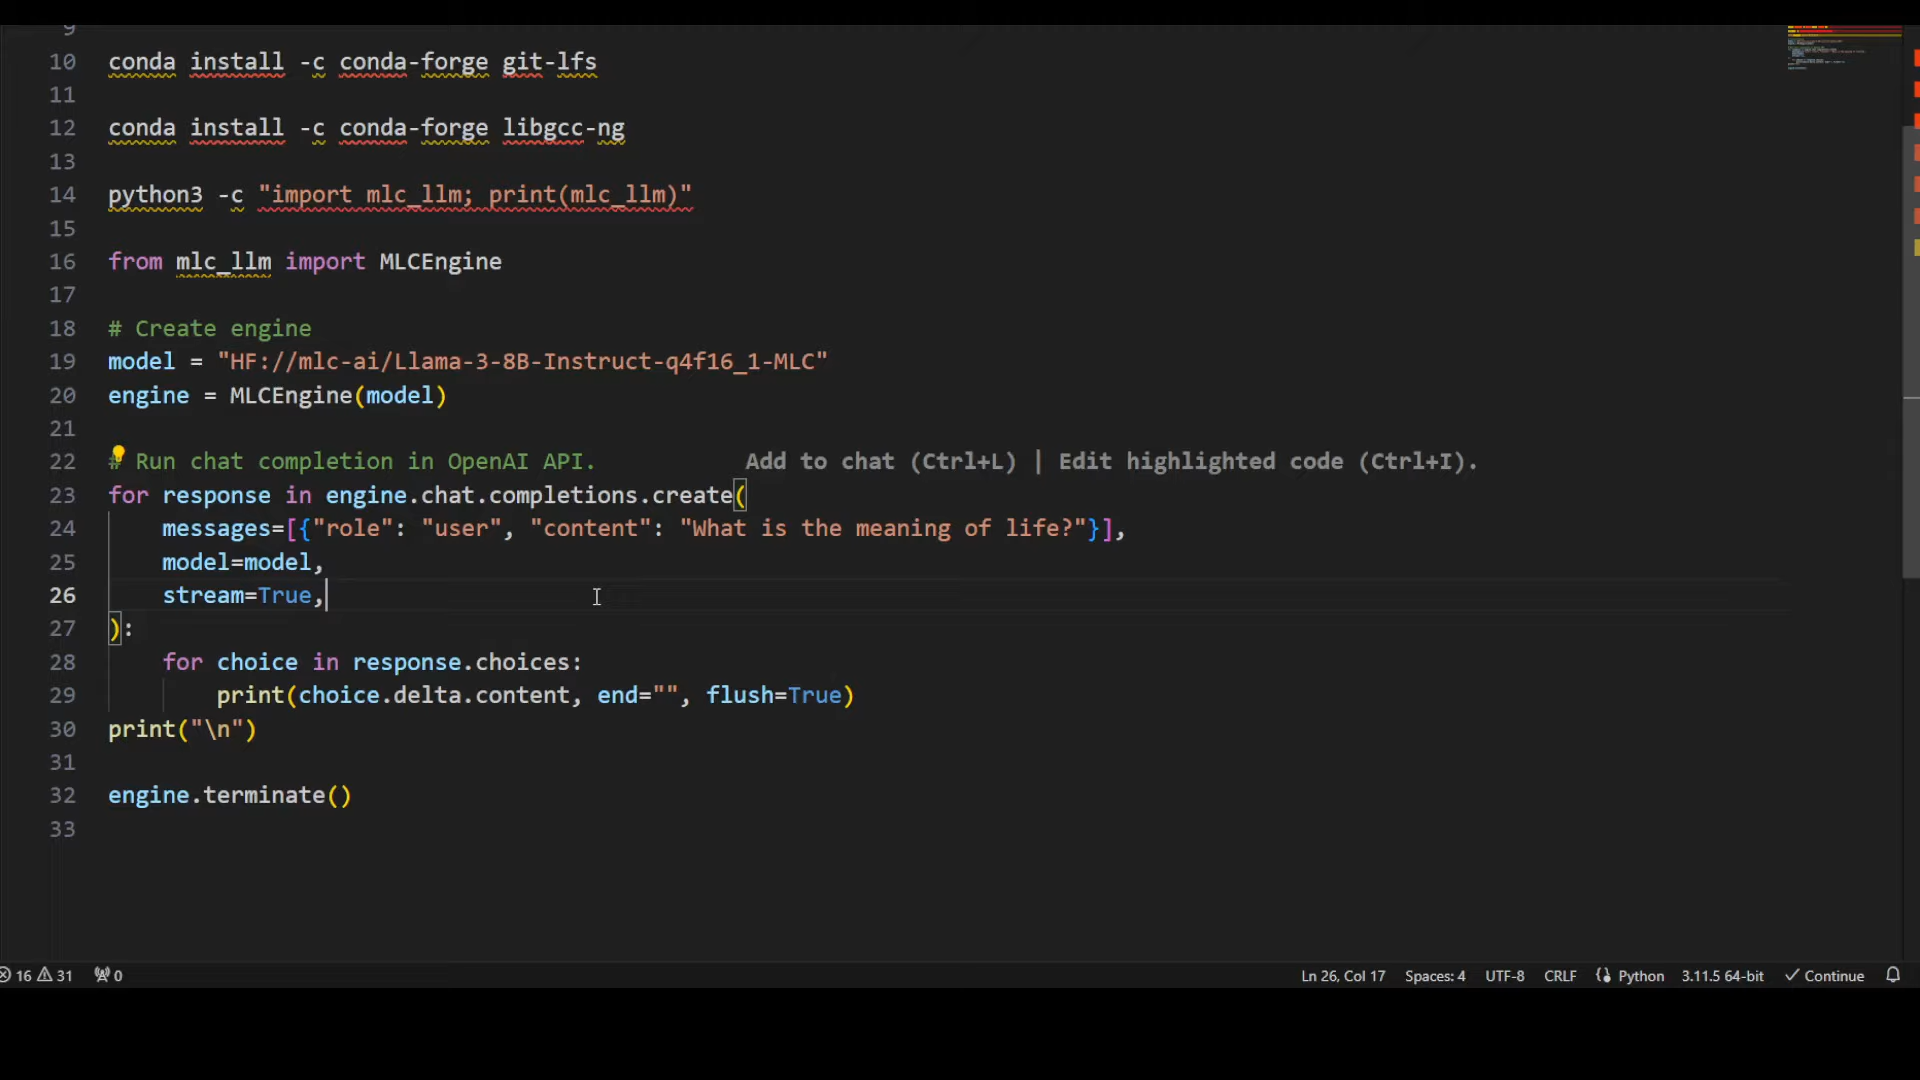 9
10 conda install -c conda-forge git-lfs
11
12 conda install -c conda-forge libgcc-ng
13
14 python3 -c "import mlc_llm; print(mlc_llm)"
15
16 from mlc_llm import MLCEngine
17
18 # Create engine
19 model = "HF://mlc-ai/Llama-3-8B-Instruct-q4f16_1-MLC"
20 engine = MLCEngine(model)
21
22 # Run chat completion in OpenAI API. Add to chat (Ctrl+L) | Edit highlighted code (Ctrl+I).
23 for response in engine.chat.completions.create(
24     messages=[{"role": "user", "content": "What is the meaning of life?"}],
25     model=model,
26     stream=True,
27 ):
28     for choice in response.choices:
29         print(choice.delta.content, end="", flush=True)
30 print("\n")
31
32 engine.terminate()
33
16 31 0 Ln 26, Col 17 Spaces: 4 UTF-8 CRLF Python 3.11.5 64-bit Continue